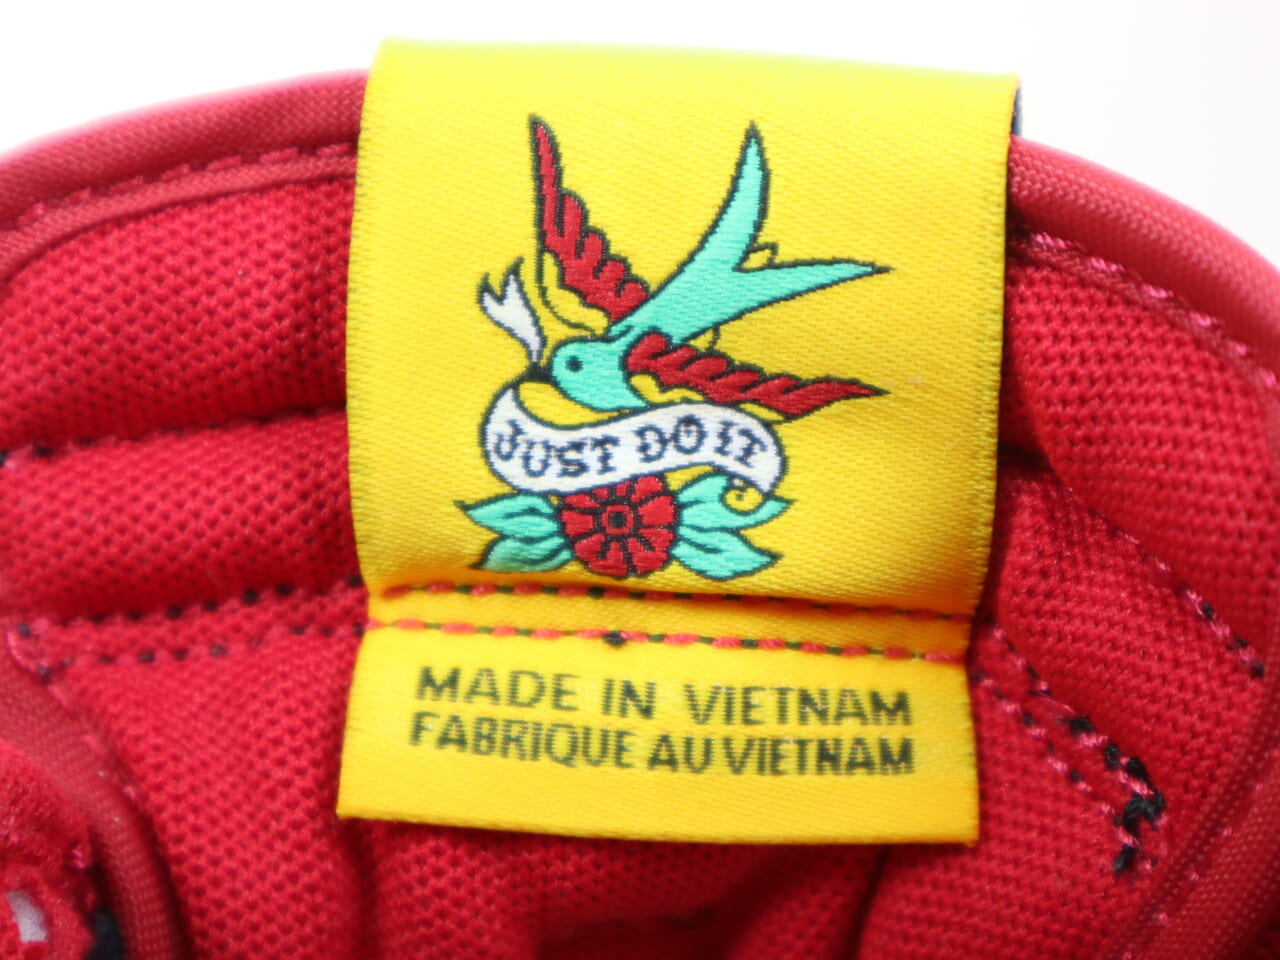 JUST DO IT
MADE IN VIETNAM
FABRIQUE AU VIETNAM